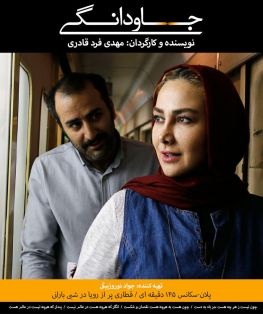 جاودانگی
نویسنده و کارگردان: مهدی فرد قادری
تهیه کننده: جواد نوروزبیگی
پلان-سکانس ۱۴۵ دقیقه ای / قطاری پر از رویا در شبی بارانی